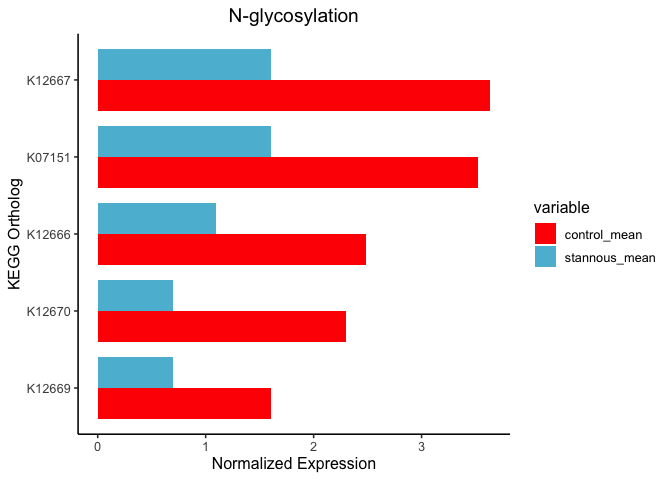 N-glycosylation
K12667
K07151
K12666
K12670
K12669
KEGG Ortholog
0 1 2 3
Normalized Expression
variable
control_mean
stannous_mean